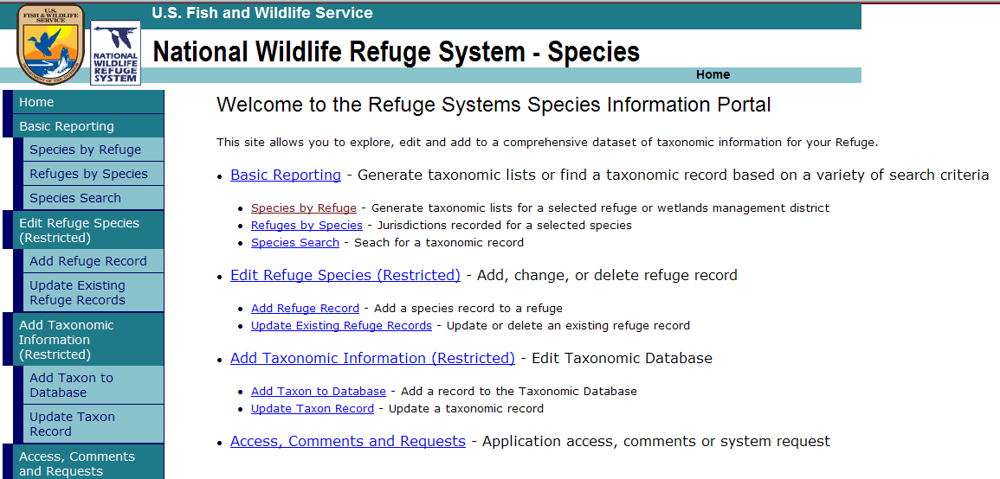 U.S. Fish and Wildlife Service
U.S.
FISH & WILDLIFE
SERVICE
DEPARTMENT OF THE INTERIOR
NATIONAL
WILDLIFE
REFUGE
SYSTEM
National Wildlife Refuge System - Species
Home
Home
Basic Reporting
Species by Refuge
Refuges by Species
Species Search
Edit Refuge Species
(Restricted)
Add Refuge Record
Update Existing
Refuge Records
Add Taxonomic
Information
(Restricted)
Add Taxon to
Database
Update Taxon
Record
Access, Comments
and Requests
Welcome to the Refuge Systems Species Information Portal
This site allows you to explore, edit and add to a comprehensive dataset of taxonomic information for your Refuge.
• Basic Reporting - Generate taxonomic lists or find a taxonomic record based on a variety of search criteria
• Species by Refuge - Generate taxonomic lists for a selected refuge or wetlands management district
• Refuges by Species - Jurisdictions recorded for a selected species
• Species Search - Seach for a taxonomic record
• Edit Refuge Species (Restricted) - Add, change, or delete refuge record
• Add Refuge Record - Add a species record to a refuge
• Update Existing Refuge Records - Update or delete an existing refuge record
• Add Taxonomic Information (Restricted) - Edit Taxonomic Database
• Add Taxon to Database - Add a record to the Taxonomic Database
• Update Taxon Record - Update a taxonomic record
• Access, Comments and Requests - Application access, comments or system request